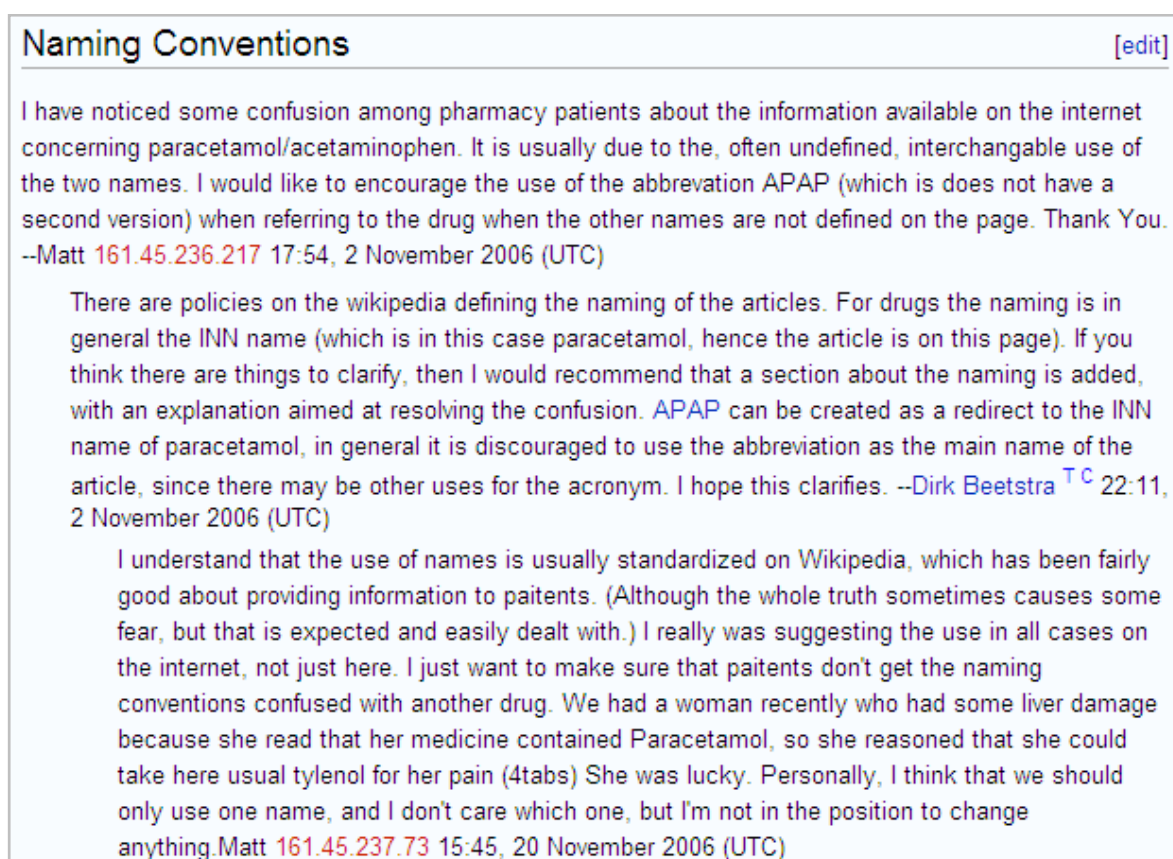 Naming Conventions [edit]
I have noticed some confusion among pharmacy patients about the information available on the internet
concerning paracetamol/acetaminophen. It is usually due to the, often undefined, interchangable use of
the two names. I would like to encourage the use of the abbrevation APAP (which is does not have a
second version) when referring to the drug when the other names are not defined on the page. Thank You.
--Matt 161.45.236.217 17:54, 2 November 2006 (UTC)
There are policies on the wikipedia defining the naming of the articles. For drugs the naming is in
general the INN name (which is in this case paracetamol, hence the article is on this page). If you
think there are things to clarify, then I would recommend that a section about the naming is added,
with an explanation aimed at resolving the confusion. APAP can be created as a redirect to the INN
name of paracetamol, in general it is discouraged to use the abbreviation as the main name of the
article, since there may be other uses for the acronym. I hope this clarifies. --Dirk Beetstra T C 22:11,
2 November 2006 (UTC)
I understand that the use of names is usually standardized on Wikipedia, which has been fairly
good about providing information to paitents. (Although the whole truth sometimes causes some
fear, but that is expected and easily dealt with.) I really was suggesting the use in all cases on
the internet, not just here. I just want to make sure that paitents don't get the naming
conventions confused with another drug. We had a woman recently who had some liver damage
because she read that her medicine contained Paracetamol, so she reasoned that she could
take here usual tylenol for her pain (4tabs) She was lucky. Personally, I think that we should
only use one name, and I don't care which one, but I'm not in the position to change
anything.Matt 161.45.237.73 15:45, 20 November 2006 (UTC)